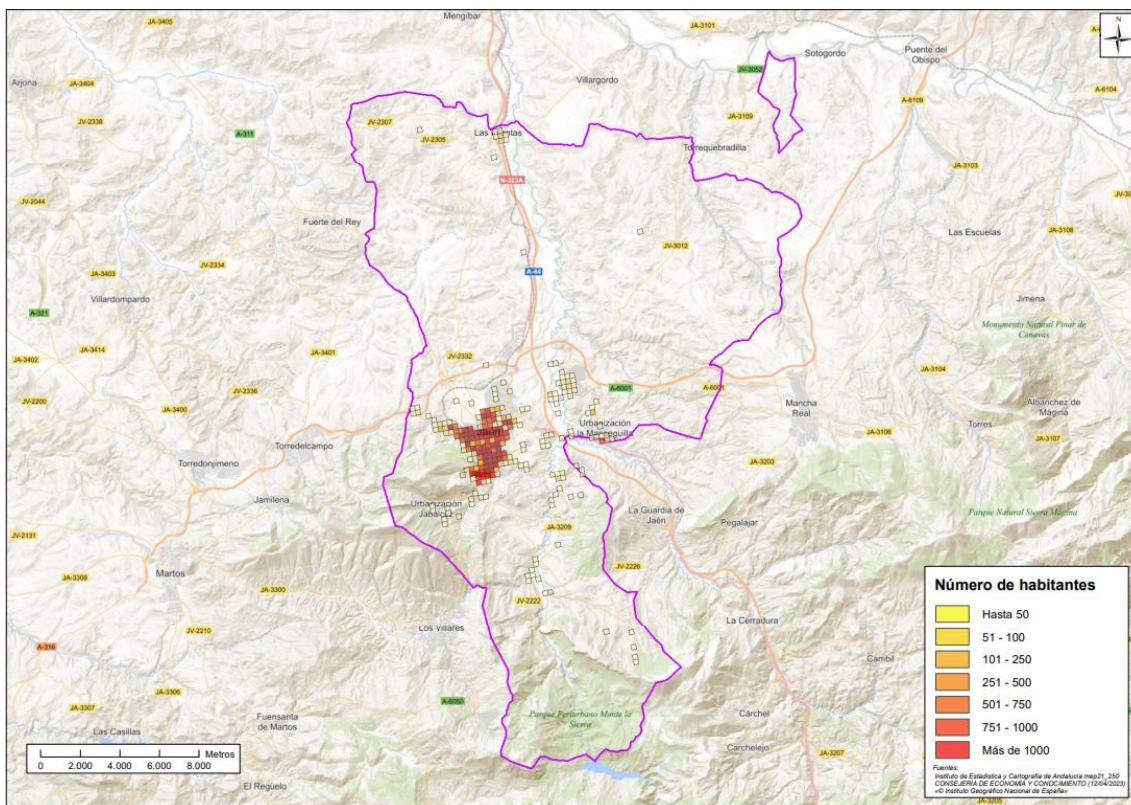 JA-3405
Mengíbar
JA-3101
Sotogordo
Puente del
Obispo
N
JV-3052
Arjona
JA-3404
Villargordo
A-6104
A-6109
JV-2338
JV-2307
JA-3109
A-311
JV-2305
Torrequebradilla
JA-3103
N-323A
JV-2044
Fuerte del Rey
Las Escuelas
JA-3108
JV-3012
JV-2334
JA-3403
A-44
Villardompardo
Jimena
A-321
Monumento Natural Pinar de
Cánavas
JA-3414
JA-3401
JV-2332
JA-3402
JA-3104
A-6001
A-6001
JV-2336
JV-2200
Mancha
Real
Albanchez de
Mágina
JA-3400
Urbanización
Torres
JA-3106
JA-3107
Torredelcampo
Torredonjimeno
JA-3203
Jamilena
Urbanización
La Guardia de
Jaén
Parque Natural Sierra Mágina
Pegalajar
JA-3209
JV-2131
Martos
JV-2226
JA-3308
JA-3300
JV-2222
La Cerradura
JV-2210
Los Villares
A-316
Cambil
JA-3306
A-6050
JA-3307
Parque Periurbano Monte la
Sierra
Cárchel
Fuensanta
de Martos
Las Casillas
Carchelejo
JA-3207
El Regüelo
JA-3205
Metros
0 2.000 4.000 6.000 8.000
Número de habitantes
Hasta 50
51 - 100
101 - 250
251 - 500
501 - 750
751 - 1000
Más de 1000
Fuentes:
Instituto de Estadística y Cartografía de Andalucía mep21_250
CONSEJERÍA DE ECONOMÍA Y CONOCIMIENTO (12/04/2023)
«© Instituto Geográfico Nacional de España»